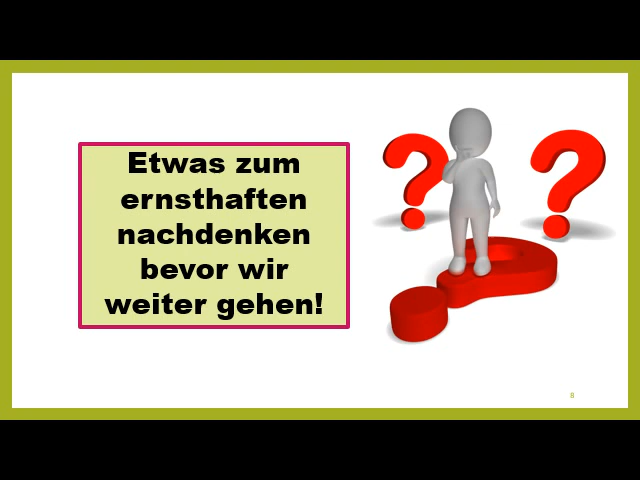 Etwas zum
ernsthaften
nachdenken
bevor wir
weiter gehen!
8